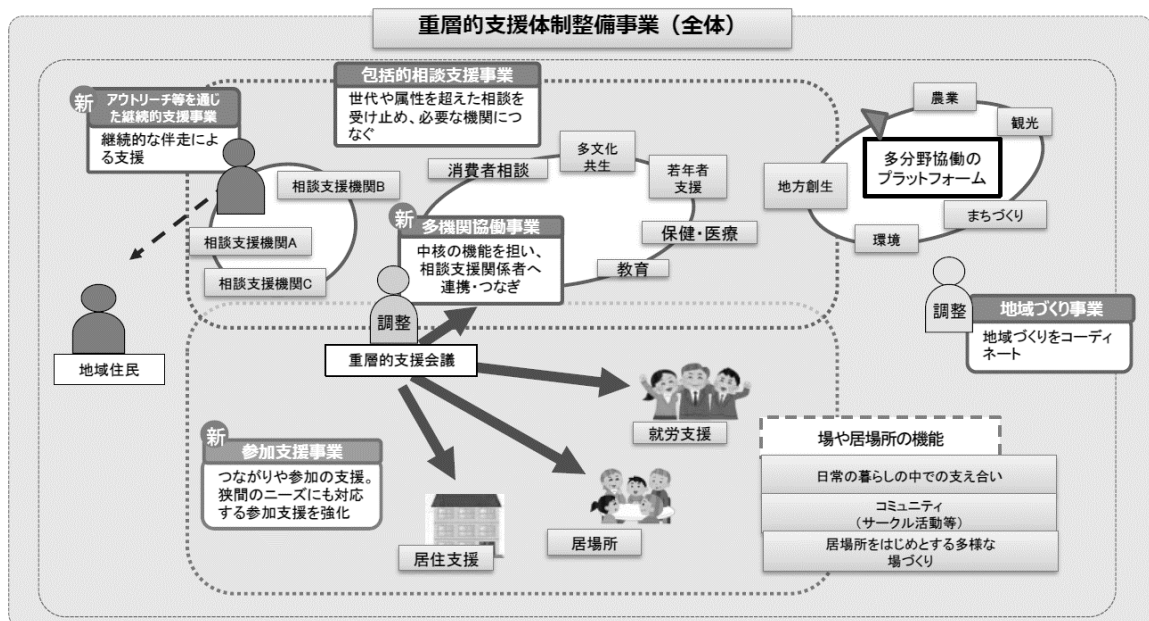 重層的支援体制整備事業（全体）
新
アウトリーチ等を通じ
た継続的支援事業
継続的な伴走によ
る支援
包括的相談支援事業
世代や属性を超えた相談を
受け止め、必要な機関につ
なぐ
相談支援機関B
相談支援機関A
相談支援機関C
地域住民
消費者相談
多文化
共生
若年者
支援
保健・医療
教育
新
多機関協働事業
中核の機能を担い、
相談支援関係者へ
連携・つなぎ
調整
重層的支援会議
農業
観光
多分野協働の
プラットフォーム
地方創生
まちづくり
環境
調整
地域づくり事業
地域づくりをコーディ
ネート
新
参加支援事業
つながりや参加の支援。
狭間のニーズにも対応
する参加支援を強化
就労支援
居場所
居住支援
場や居場所の機能
日常の暮らしの中での支え合い
コミュニティ
（サークル活動等）
居場所をはじめとする多様な
場づくり